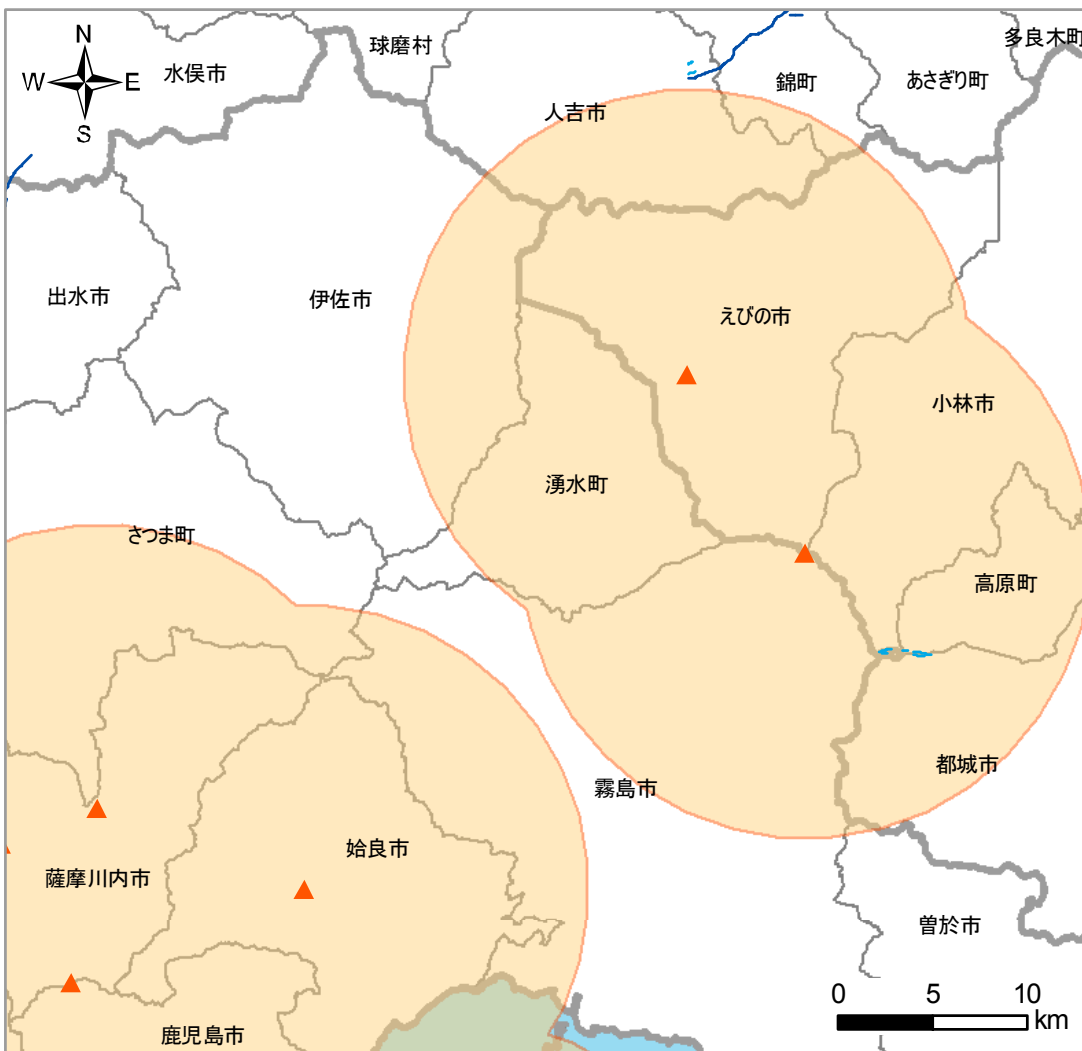 N
W E
S
水俣市
球磨村
人吉市
錦町
あさぎり町
多良木町
出水市
伊佐市
えびの市
小林市
湧水町
さつま町
高原町
霧島市
都城市
薩摩川内市
姶良市
曽於市
鹿児島市
0 5 10
km